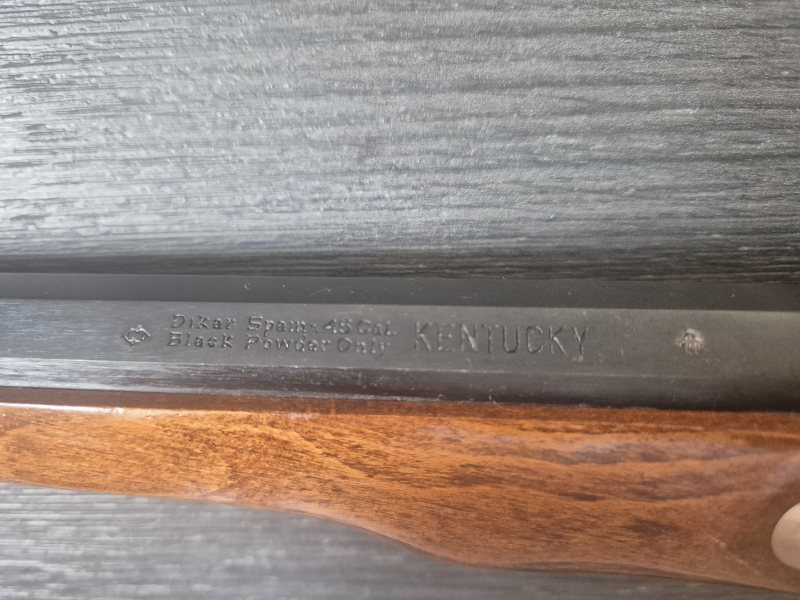 Dikar Spain-.45 Cal.
Black Powder Only
KENTUCKY